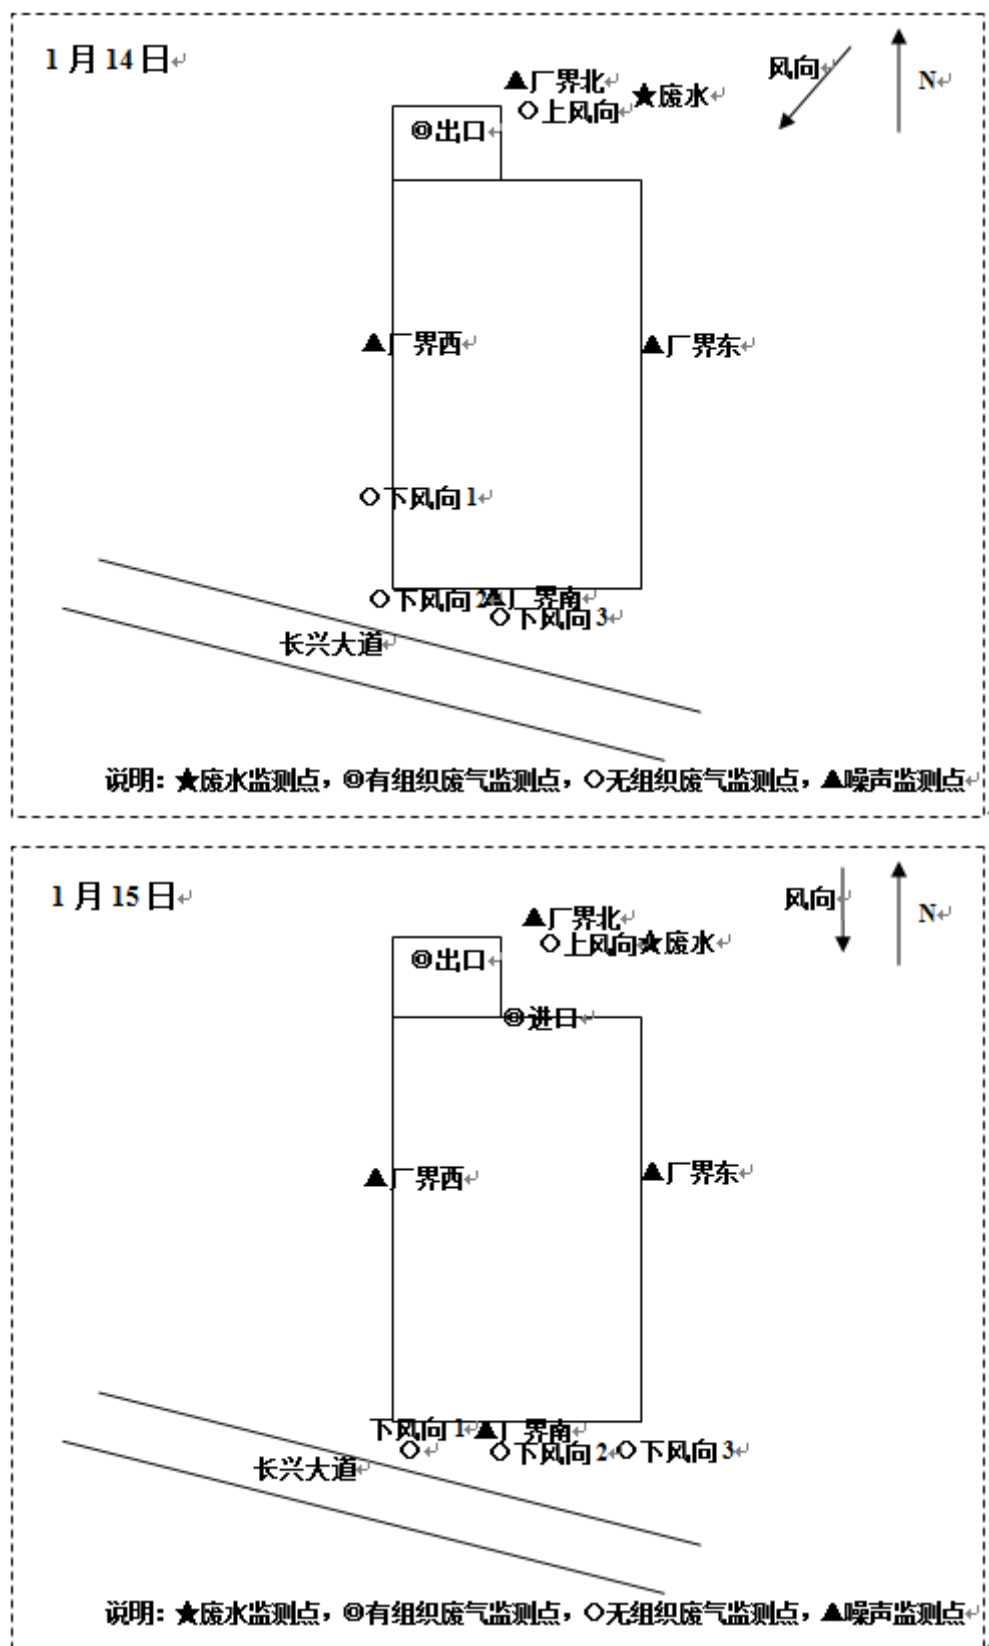 1月14日
风向
N
▲厂界北
○上风向
★废水
◎出口
▲厂界西
▲厂界东
○下风向1
○下风向2
▲厂界南
○下风向3
长兴大道
说明：★废水监测点，◎有组织废气监测点，○无组织废气监测点，▲噪声监测点
1月15日
风向
N
▲厂界北
○上风向
★废水
◎出口
◎进口
▲厂界西
▲厂界东
下风向1
▲厂界南
○
○下风向2
○下风向3
长兴大道
说明：★废水监测点，◎有组织废气监测点，○无组织废气监测点，▲噪声监测点